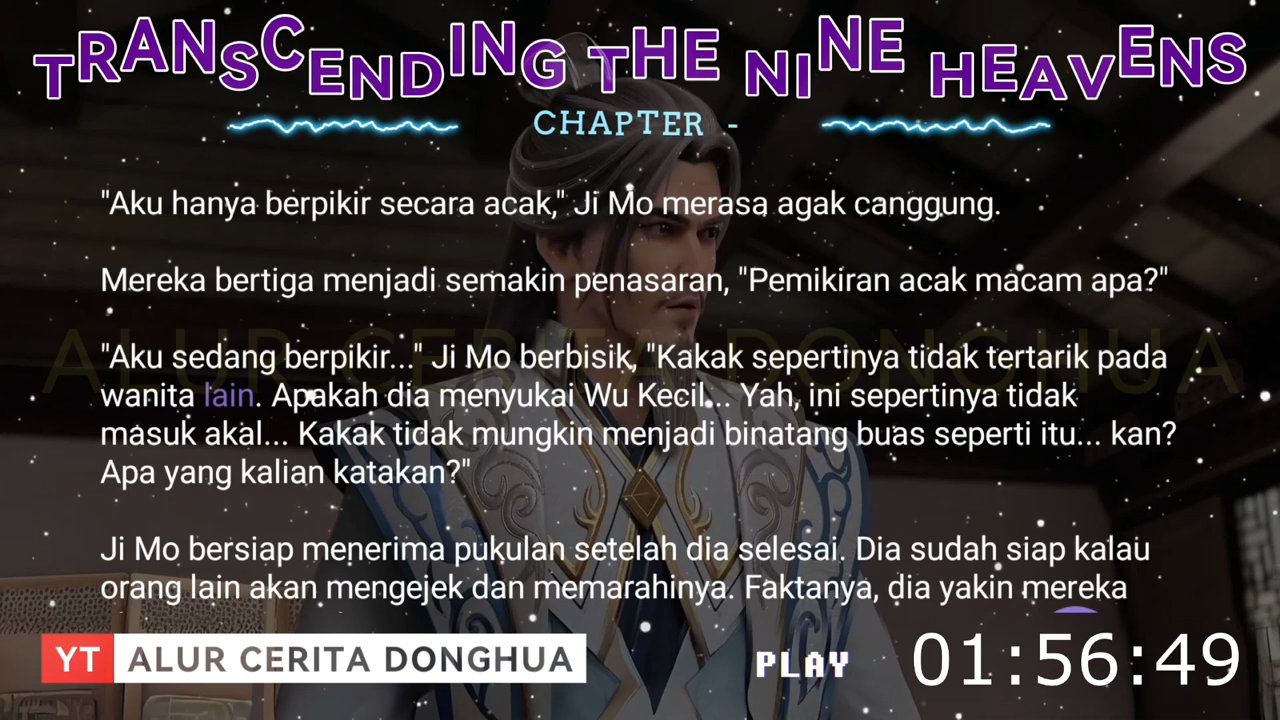 TRANSCENDING THE NINE HEAVENS
CHAPTER -
"Aku hanya berpikir secara acak," Ji Mo merasa agak canggung.
Mereka bertiga menjadi semakin penasaran, "Pemikiran acak macam apa?"
ALUR CERITA DONGHUA
"Aku sedang berpikir..." Ji Mo berbisik, "Kakak sepertinya tidak tertarik pada
wanita lain. Apakah dia menyukai Wu Kecil... Yah, ini sepertinya tidak
masuk akal... Kakak tidak mungkin menjadi binatang buas seperti itu... kan?
Apa yang kalian katakan?"
Ji Mo bersiap menerima pukulan setelah dia selesai. Dia sudah siap kalau
orang lain akan mengejek dan memarahinya. Faktanya, dia yakin mereka
YT ALUR CERITA DONGHUA
PLAY 01:56:49